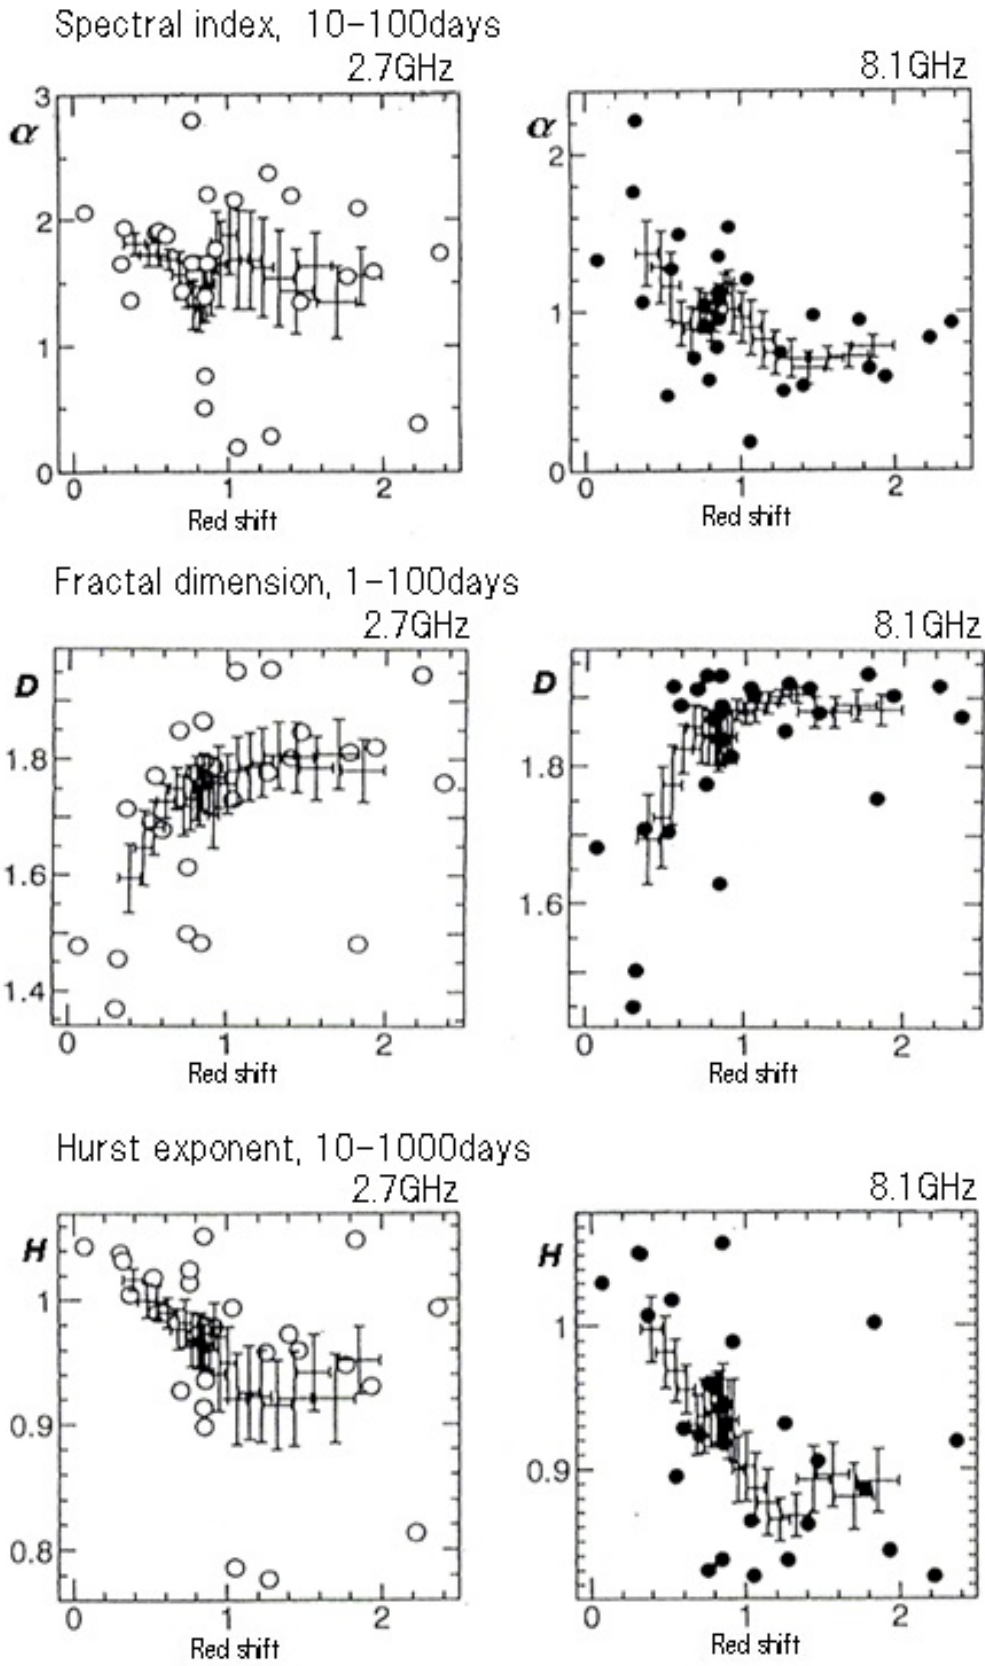 Spectral index, 10-100days
2.7GHz 8.1GHz
3 α 2 1 0
α 2 1 0
0 1 2
0 1 2
Red shift Red shift
Fractal dimension, 1-100days
2.7GHz 8.1GHz
D 1.8 1.6 1.4
D 1.8 1.6
0 1 2
0 1 2
Red shift Red shift
Hurst exponent, 10-1000days
2.7GHz 8.1GHz
H 1 0.9 0.8
H 1 0.9
0 1 2
0 1 2
Red shift Red shift